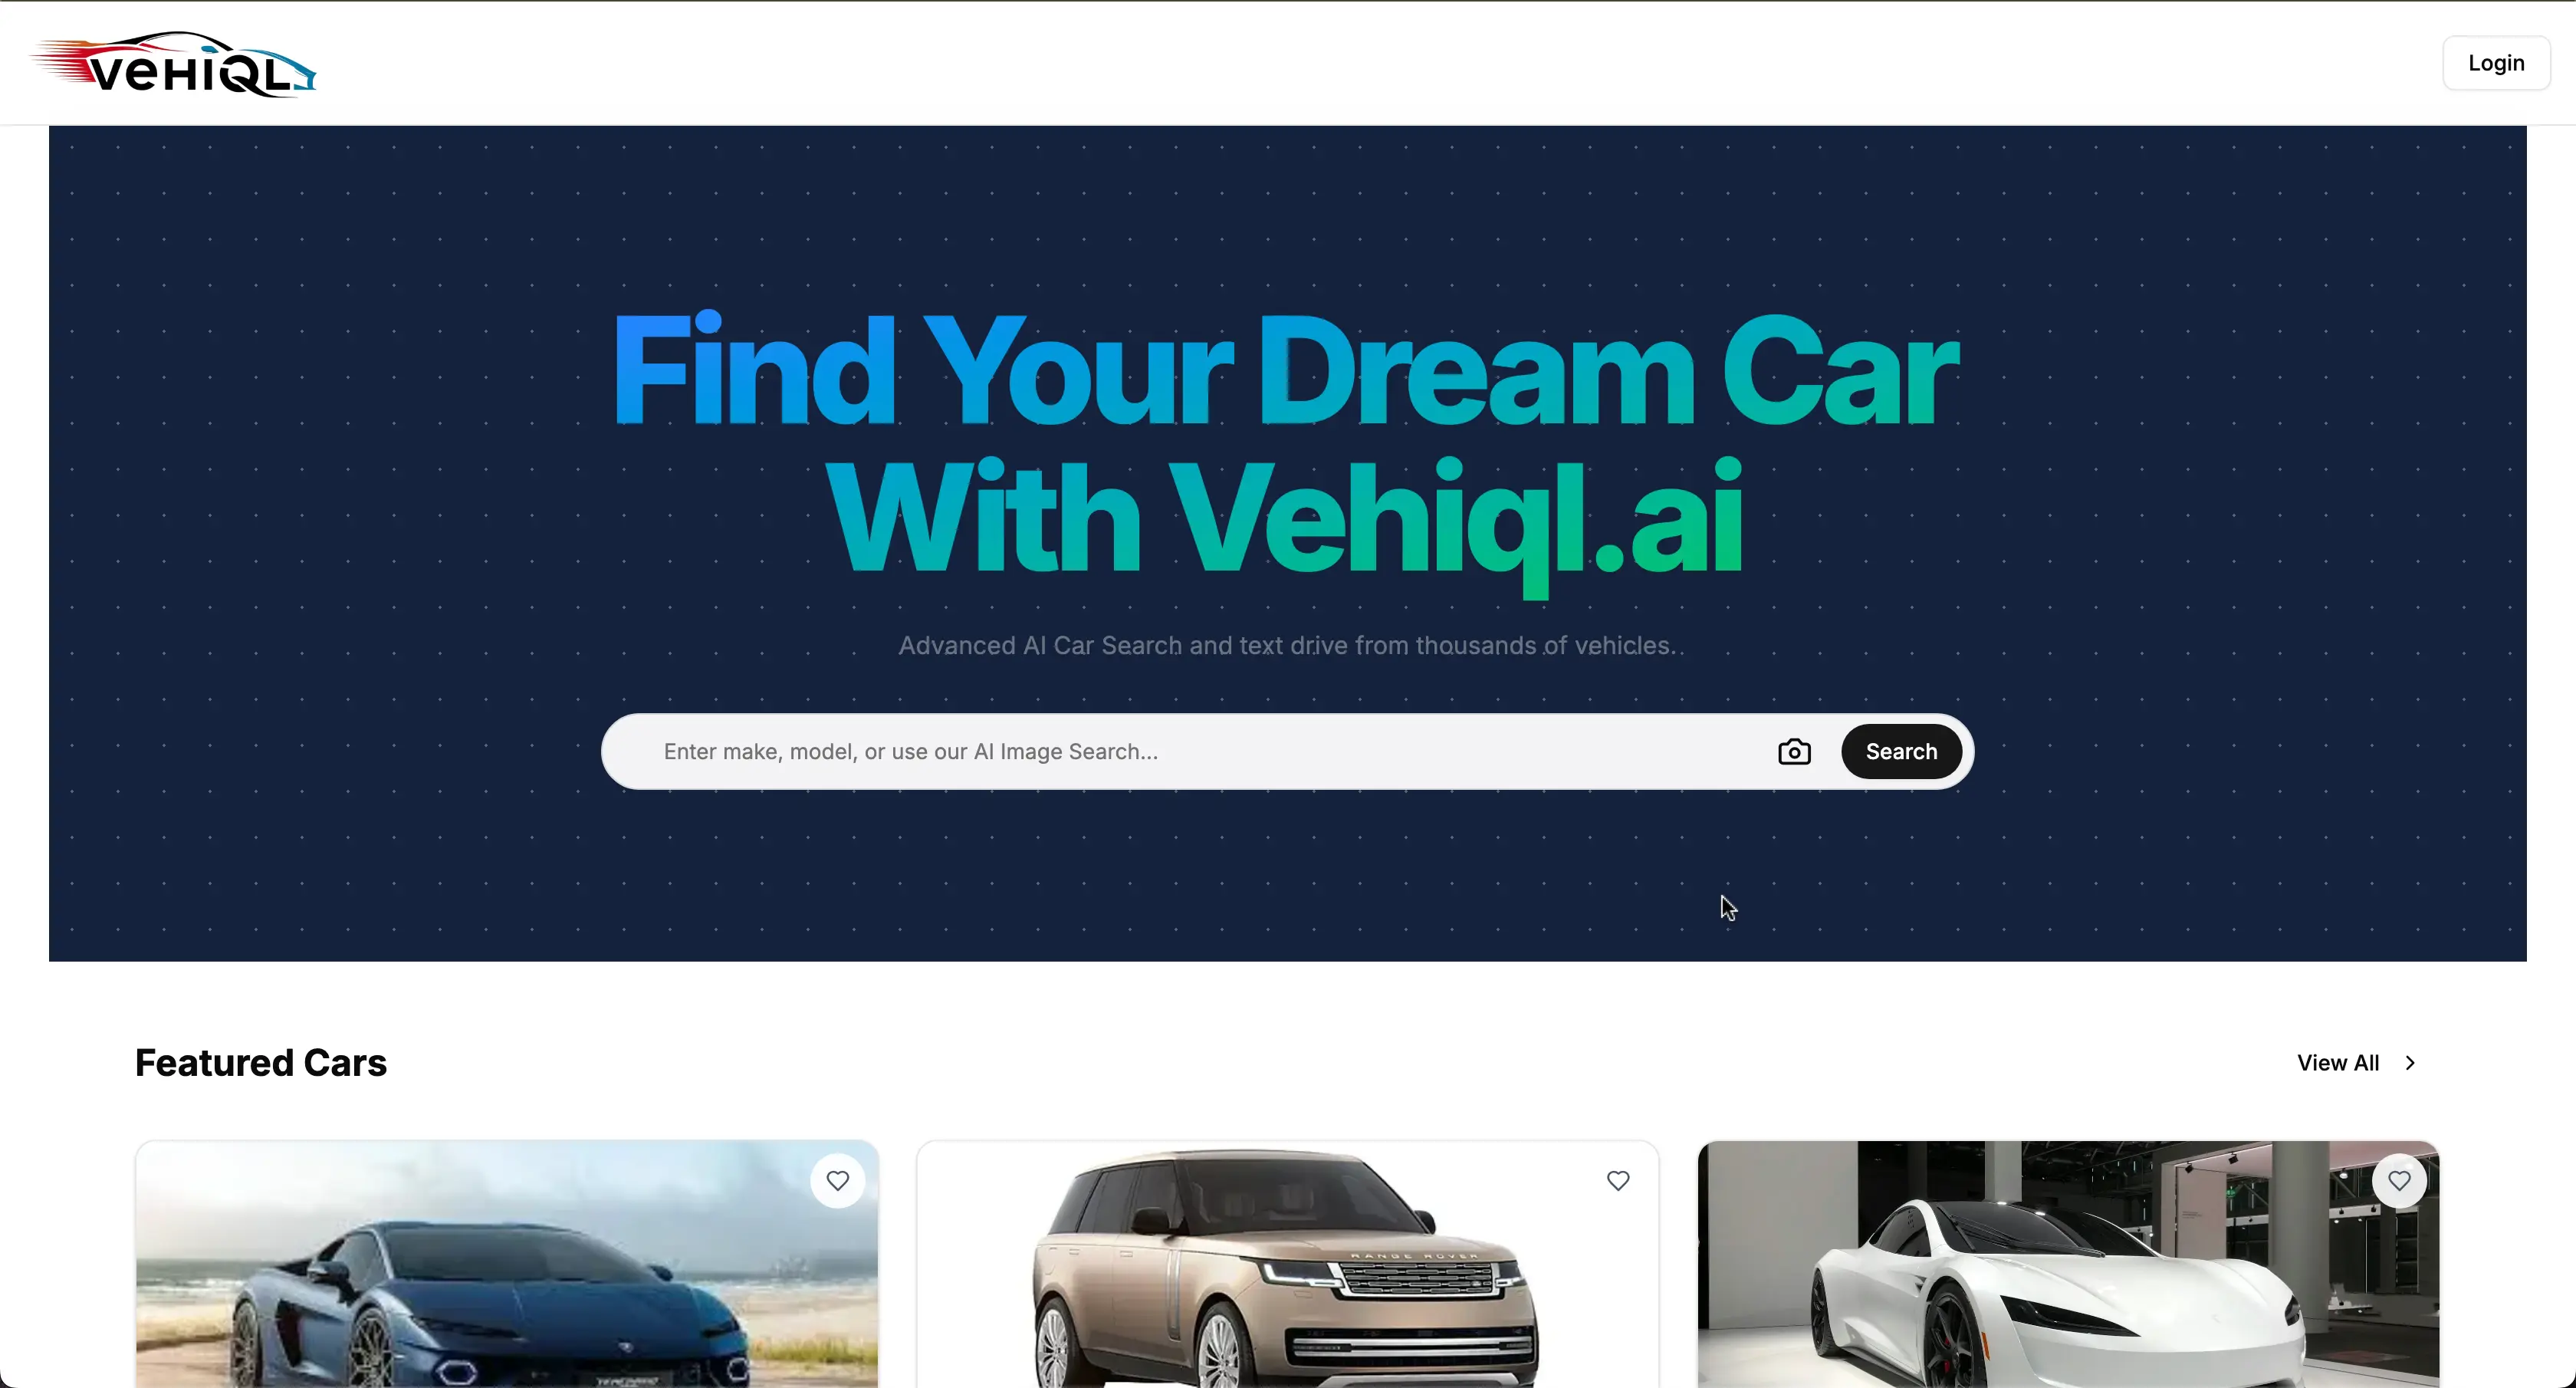 VEHIQL
Login
Find Your Dream Car
With Vehiql.ai
Advanced AI Car Search and text drive from thousands of vehicles.
Enter make, model, or use our AI Image Search...
Search
Featured Cars
View All
RANGE ROVER